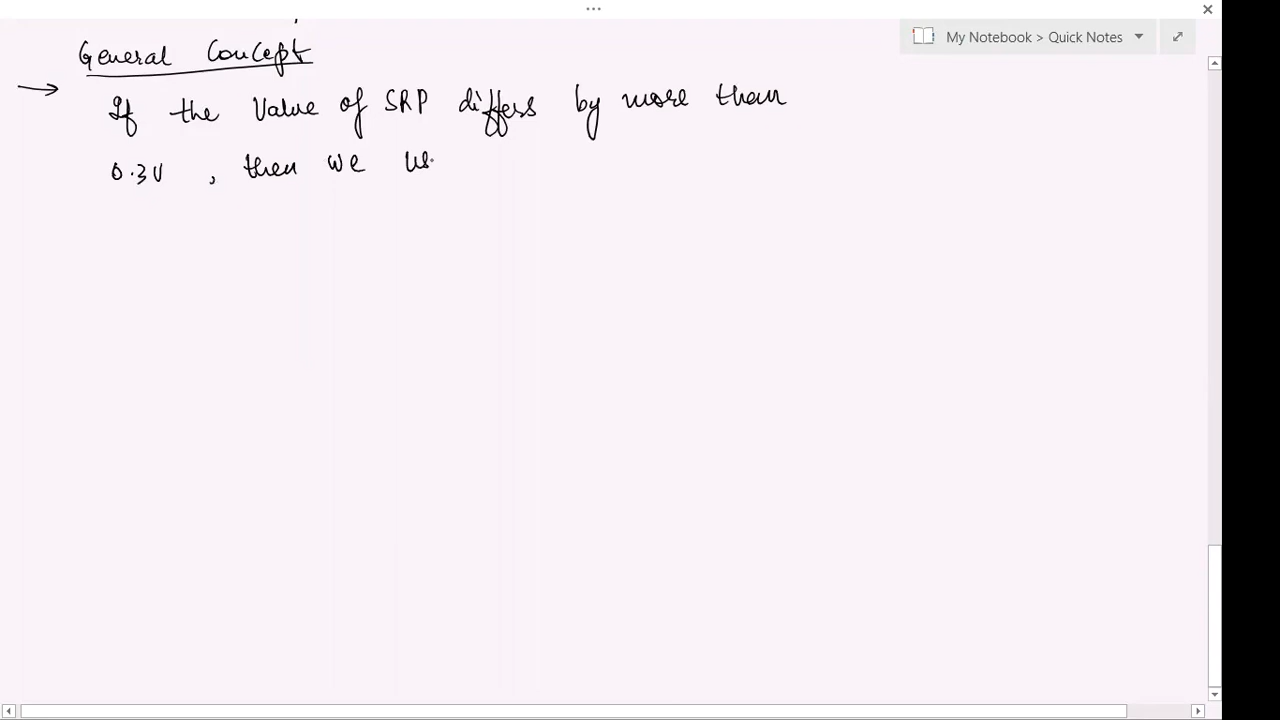 My Notebook > Quick Notes
General Concept
→ If the Value of SRP differs by more than
0.3V , then we us